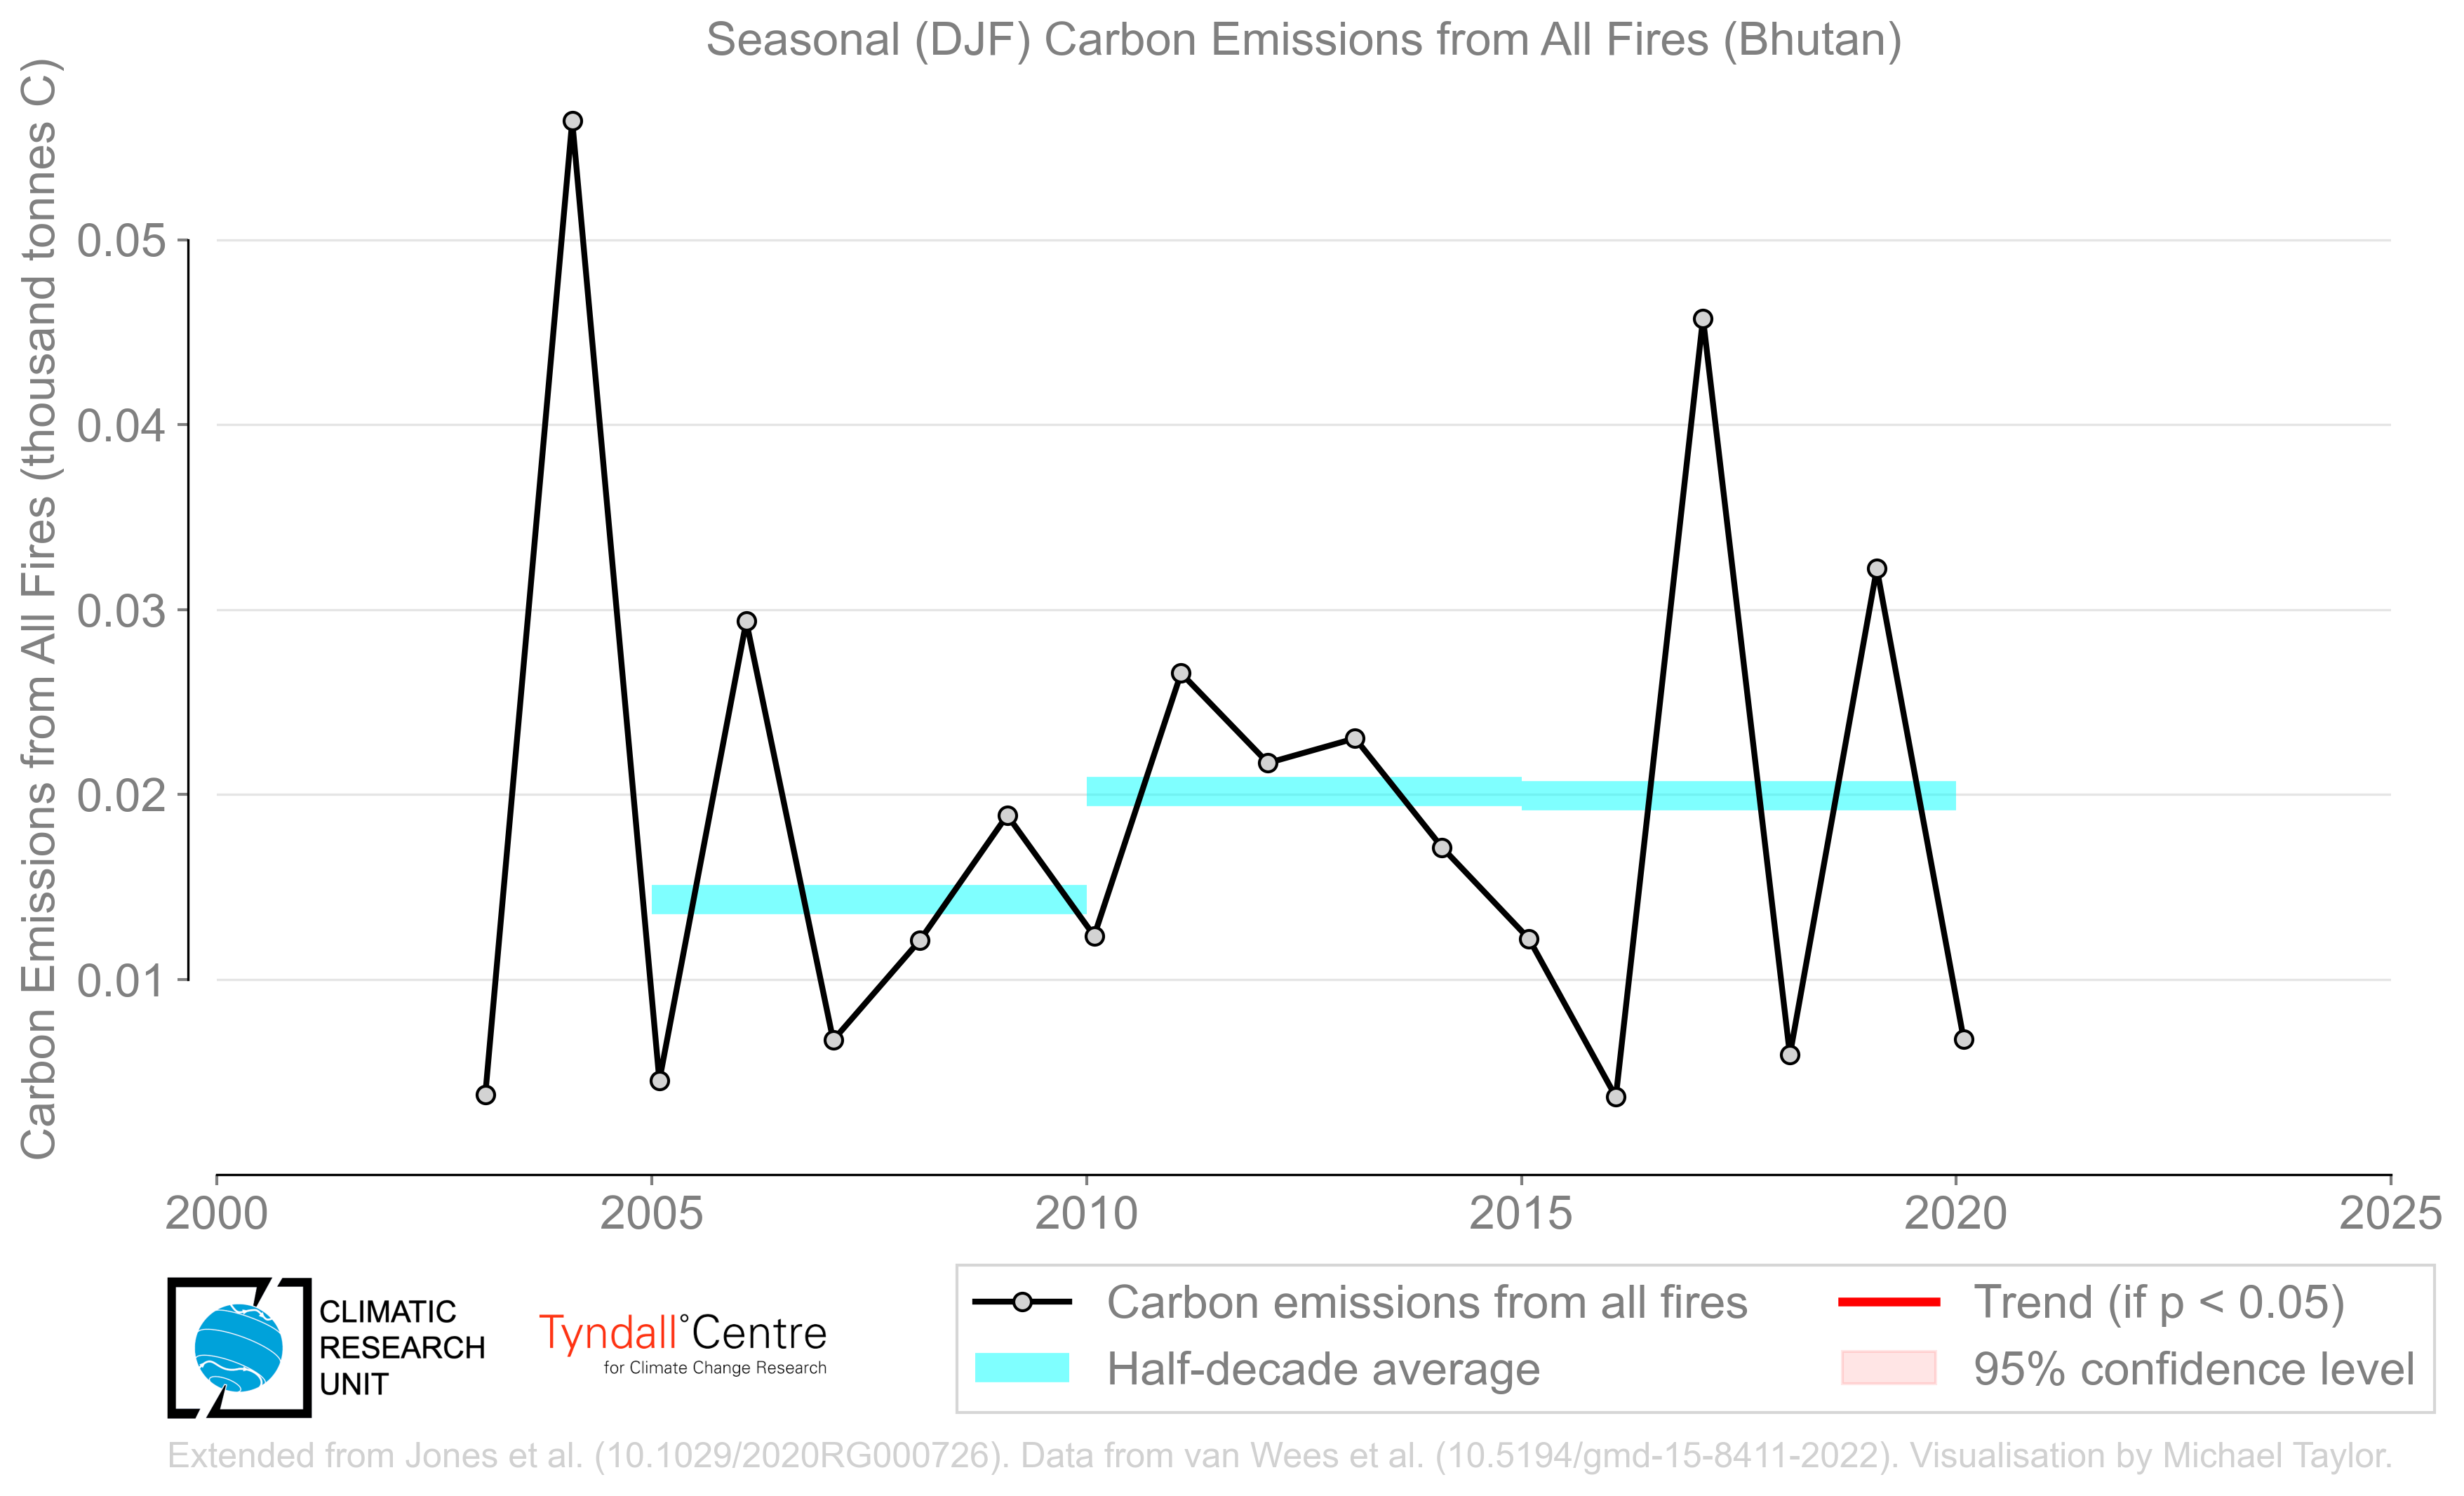 Seasonal (DJF) Carbon Emissions from All Fires (Bhutan)
Carbon Emissions from All Fires (thousand tonnes C)
0.05
0.04
0.03
0.02
0.01
2000 2005 2010 2015 2020 2025
CLIMATIC
RESEARCH
UNIT
Tyndall°Centre
for Climate Change Research
Carbon emissions from all fires
Half-decade average
Trend (if p < 0.05)
95% confidence level
Extended from Jones et al. (10.1029/2020RG000726). Data from van Wees et al. (10.5194/gmd-15-8411-2022). Visualisation by Michael Taylor.